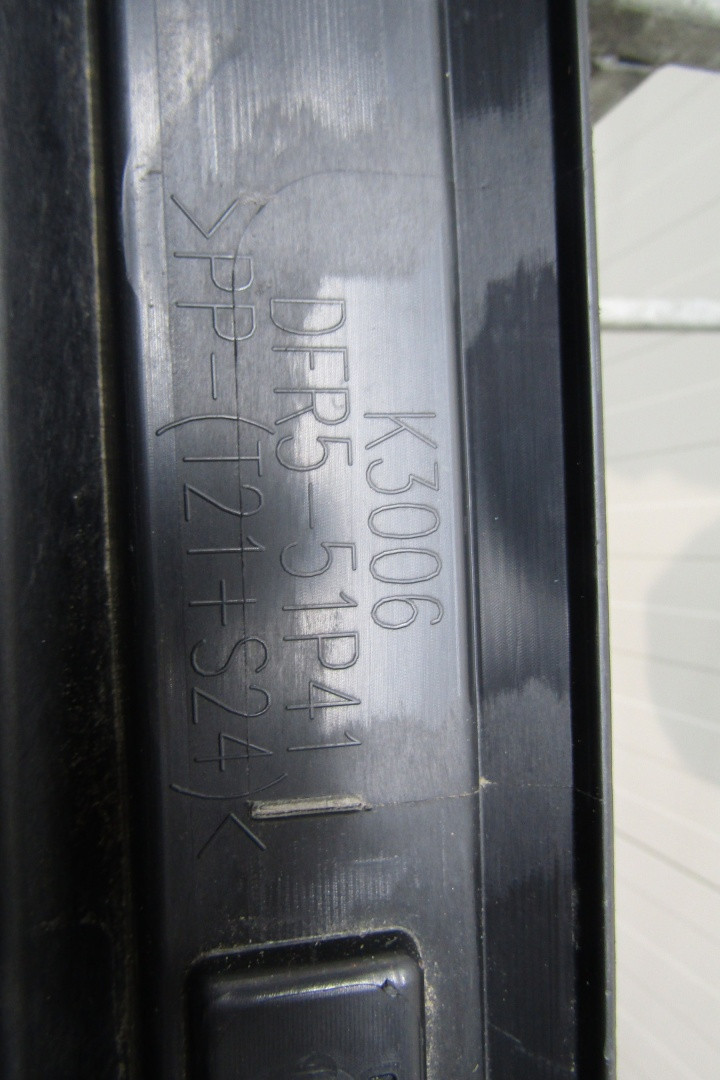 K3006
DFR5-51P41
>PP-(T21+S24)<